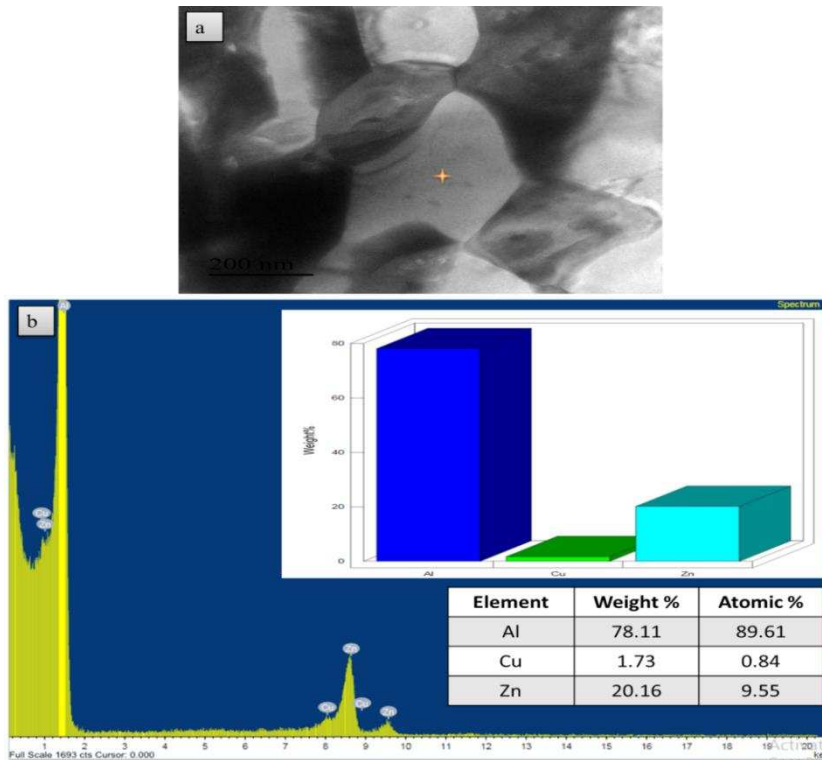 a
200 nm
b
Al
Spectrum
80
60
40
20
0
Weight%
Al Cu Zn
Cu
Zn
Element Weight % Atomic %
Al 78.11 89.61
Cu 1.73 0.84
Zn 20.16 9.55
Zn
Cu
Cu
Zn
1 2 3 4 5 6 7 8 9 10 11 12 13 14 15 16 17 18 19 20
Full Scale 1693 cts Cursor: 0.000